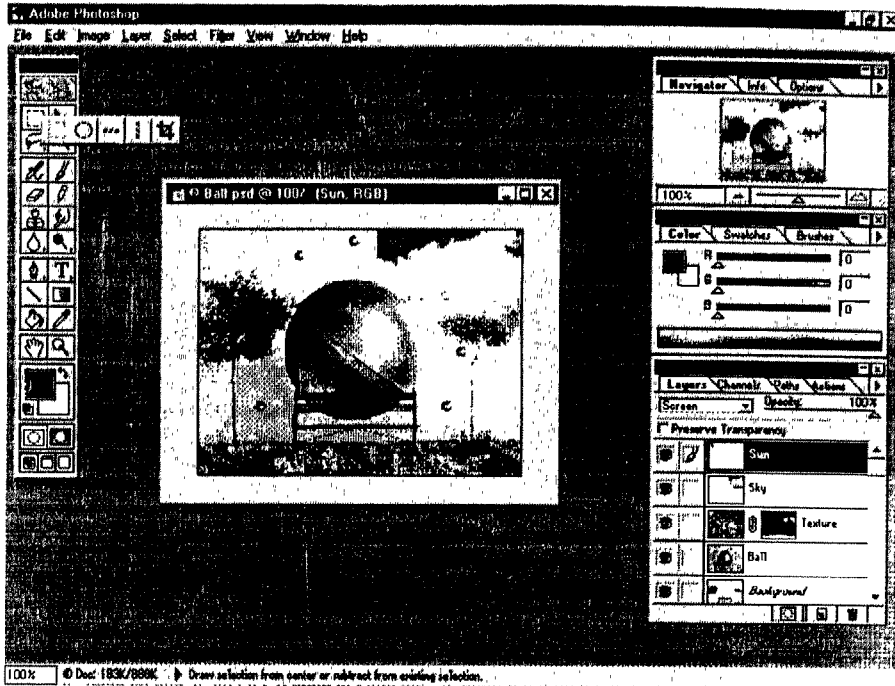 Adobe Photoshop
File Edit Image Layer Select Filter View Window Help
Navigator Info Options
100%
© Ball psd @ 100% (Sun, RGB)
Color Swatches Brushes
R 0
G 0
B 0
Layers Channels Paths Actions
Screen Opacity: 100%
Preserve Transparency
Sun
Sky
Texture
Ball
Background
100% © Doc: 183K/888K Draw selection from center or subtract from existing selection.